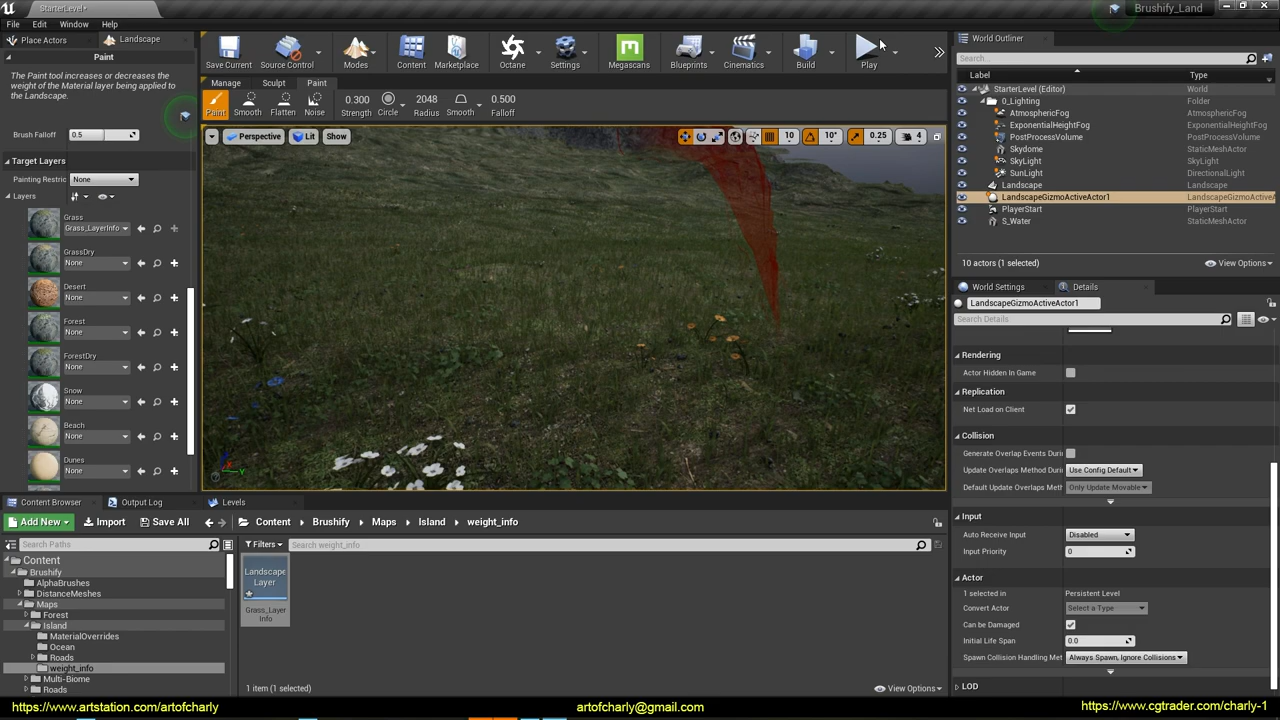 StarterLevel*
Brushify_Land
File Edit Window Help
Place Actors
Landscape
Paint
The Paint tool increases or decreases the
weight of the Material layer being applied to
the Landscape.
Brush Falloff 0.5
Target Layers
Painting Restric None
Layers
Grass
Grass_LayerInfo
GrassDry
None
Desert
None
Forest
None
ForestDry
None
Snow
None
Beach
None
Dunes
None
Save Current
Source Control
Modes
Content
Marketplace
Octane
Settings
Megascans
Blueprints
Cinematics
Build
Play
Manage Sculpt Paint
Paint
Smooth
Flatten
Noise
0.300
Strength
Circle
2048
Radius
Smooth
0.500
Falloff
Perspective Lit Show
10 10° 0.25 4
World Outliner
Search...
Label Type
StarterLevel (Editor) World
0_Lighting Folder
AtmosphericFog AtmosphericFog
ExponentialHeightFog ExponentialHeightFog
PostProcessVolume PostProcessVolume
Skydome StaticMeshActor
SkyLight SkyLight
SunLight DirectionalLight
Landscape Landscape
LandscapeGizmoActiveActor1 LandscapeGizmoActiveA
PlayerStart PlayerStart
S_Water StaticMeshActor
10 actors (1 selected) View Options
World Settings
Details
LandscapeGizmoActiveActor1
Search Details
Rendering
Actor Hidden In Game
Replication
Net Load on Client
Collision
Generate Overlap Events Duri
Update Overlaps Method Duri Use Config Default
Default Update Overlaps Meth Only Update Movable
Input
Auto Receive Input Disabled
Input Priority 0
Actor
1 selected in Persistent Level
Convert Actor Select a Type
Can be Damaged
Initial Life Span 0.0
Spawn Collision Handling Met Always Spawn, Ignore Collisions
LOD
Content Browser
Output Log
Levels
Add New Import Save All Content Brushify Maps Island weight_info
Search Paths
Filters Search weight_info
Content
Brushify
AlphaBrushes
DistanceMeshes
Maps
Forest
Island
MaterialOverrides
Ocean
Roads
weight_info
Multi-Biome
Roads
Landscape
Layer
Grass_Layer
Info
1 item (1 selected) View Options
https://www.artstation.com/artofcharly
artofcharly@gmail.com
https://www.cgtrader.com/charly-1